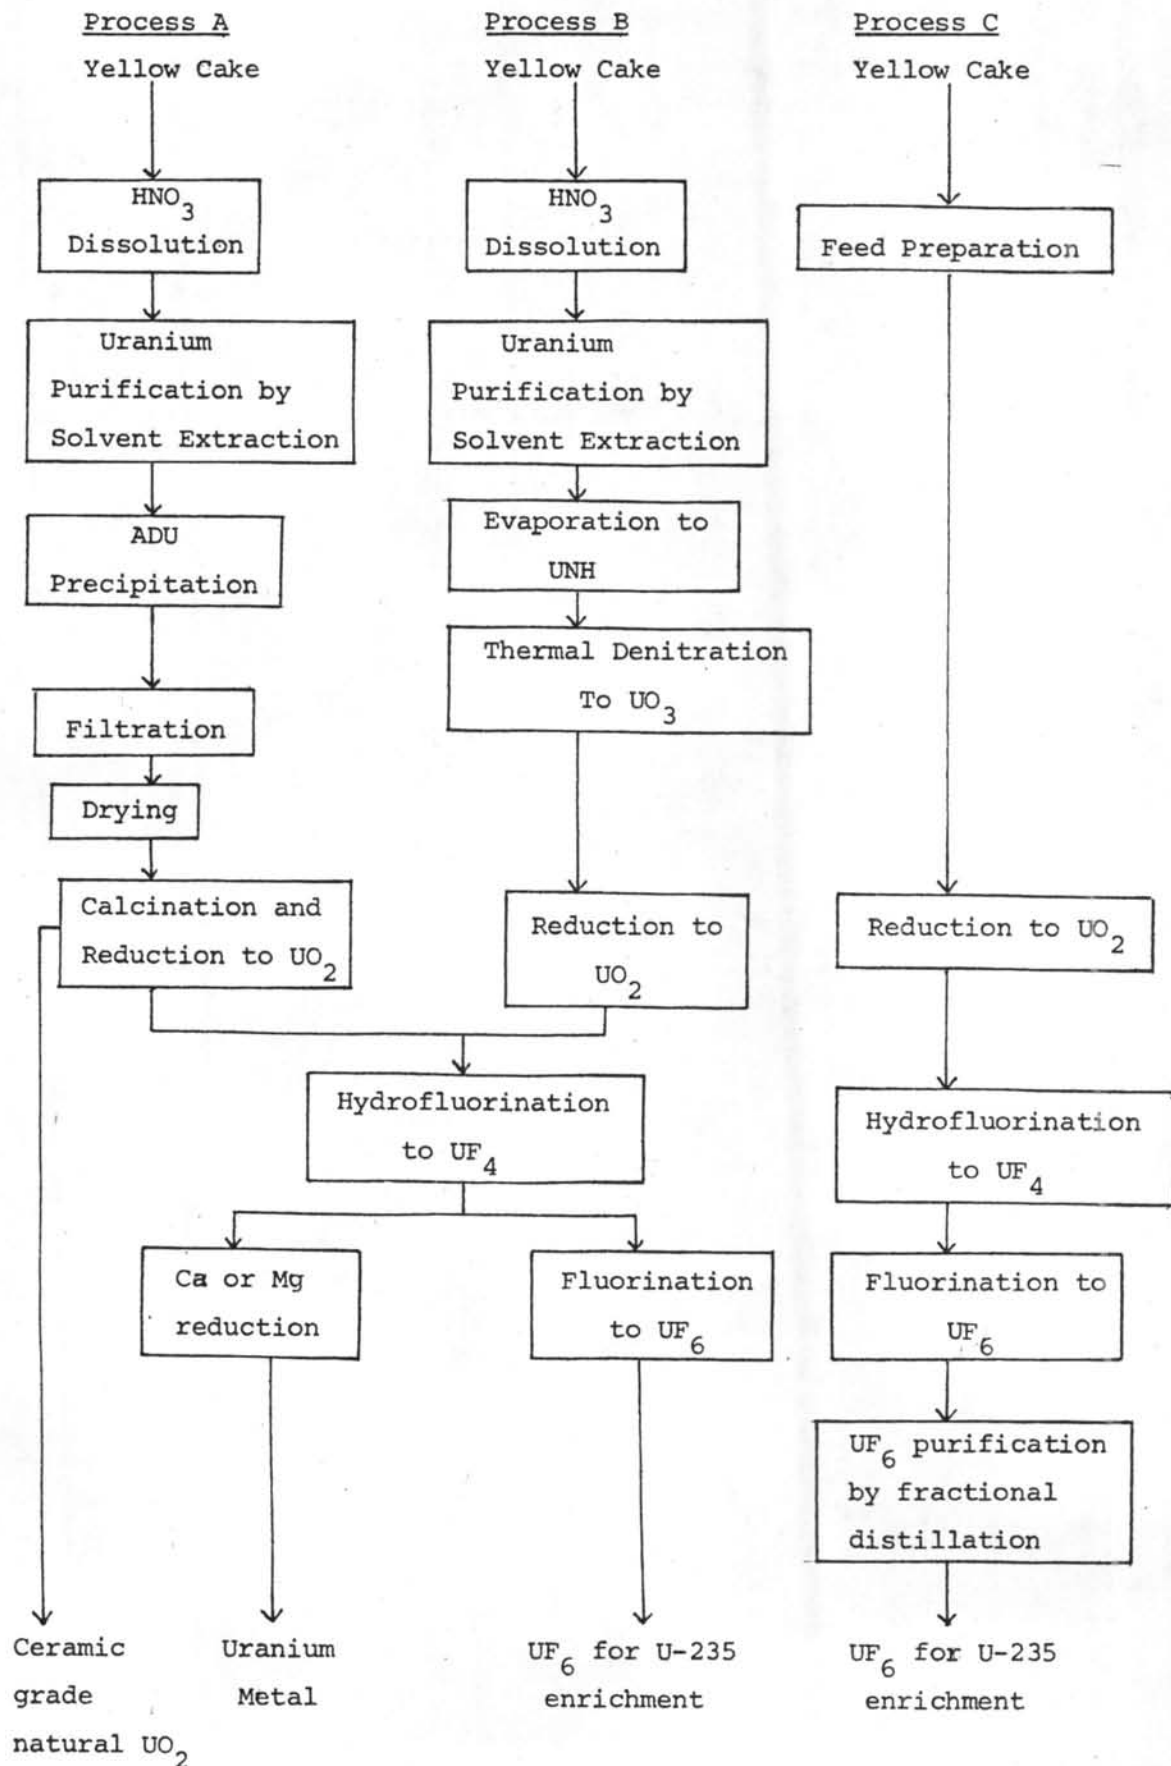 Process A
Yellow Cake
HNO3
Dissolution
Uranium
Purification by
Solvent Extraction
ADU
Precipitation
Filtration
Drying
Calcination and
Reduction to UO2
Process B
Yellow Cake
HNO3
Dissolution
Uranium
Purification by
Solvent Extraction
Evaporation to
UNH
Thermal Denitration
To UO3
Reduction to
UO2
Hydrofluorination
to UF4
Ca or Mg
reduction
Fluorination
to UF6
Ceramic
grade
natural UO2
Uranium
Metal
UF6 for U-235
enrichment
Process C
Yellow Cake
Feed Preparation
Reduction to UO2
Hydrofluorination
to UF4
Fluorination to
UF6
UF6 purification
by fractional
distillation
UF6 for U-235
enrichment